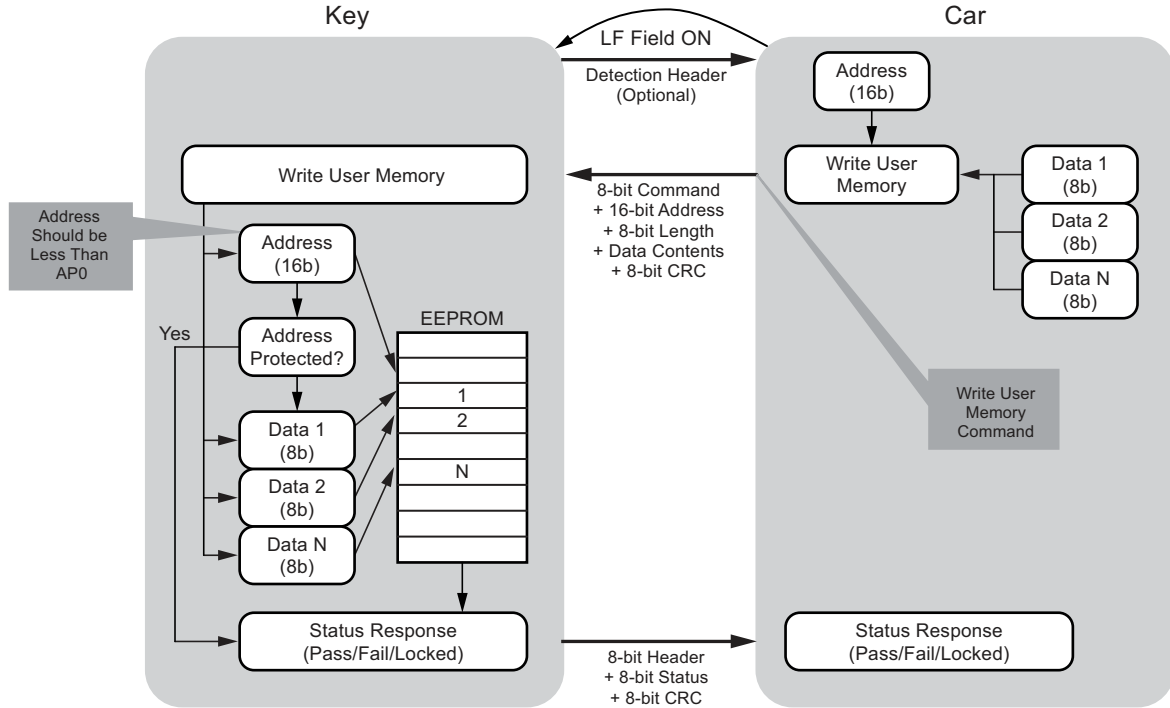 Key
Car
LF Field ON
Detection Header
(Optional)
Address
(16b)
Write User Memory
Write User
Memory
Data 1
(8b)
Data 2
(8b)
Data N
(8b)
8-bit Command
+ 16-bit Address
+ 8-bit Length
+ Data Contents
+ 8-bit CRC
Address
Should be
Less Than
AP0
Address
(16b)
Yes
Address
Protected?
EEPROM
1
2
N
Data 1
(8b)
Data 2
(8b)
Data N
(8b)
Write User
Memory
Command
Status Response
(Pass/Fail/Locked)
8-bit Header
+ 8-bit Status
+ 8-bit CRC
Status Response
(Pass/Fail/Locked)